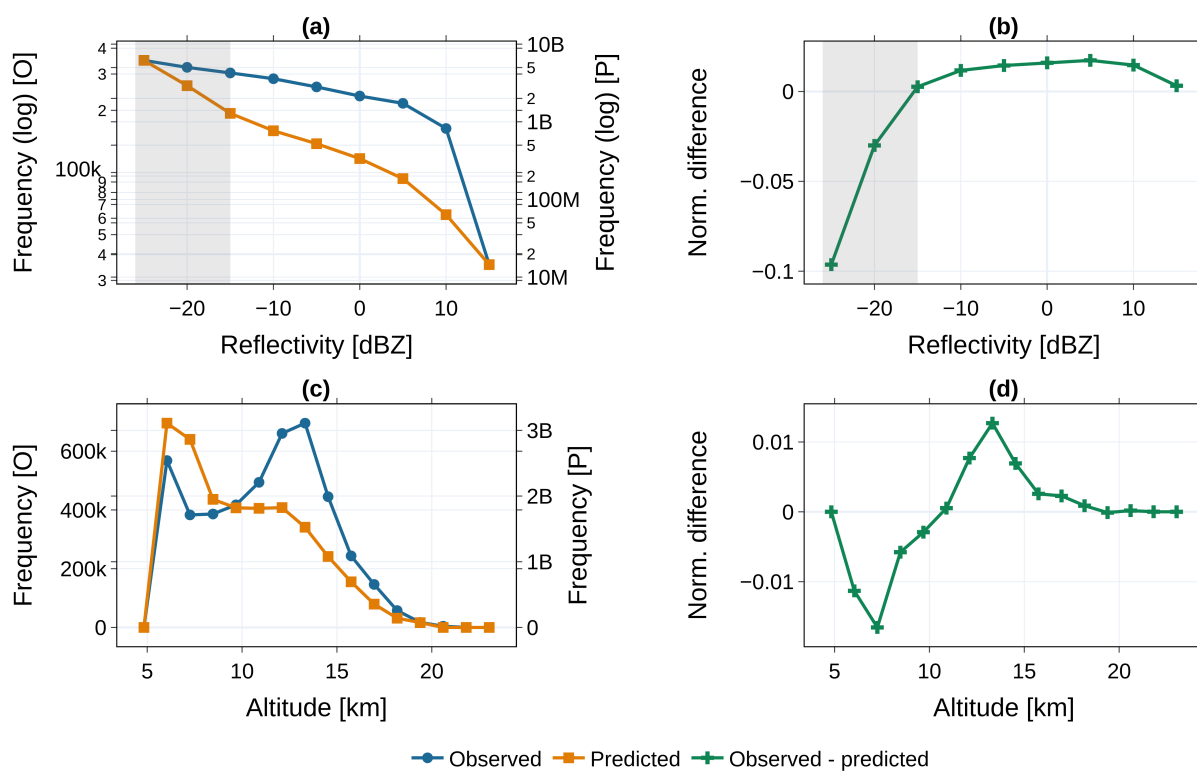 (a)
Frequency (log) [O]
4
3
2
100k
9
8
7
6
5
4
3
10B
5
2
1B
5
2
100M
5
2
10M
Frequency (log) [P]
−20 −10 0 10
Reflectivity [dBZ]
(b)
Norm. difference
0
−0.05
−0.1
−20 −10 0 10
Reflectivity [dBZ]
(c)
Frequency [O]
600k
400k
200k
0
3B
2B
1B
0
Frequency [P]
5 10 15 20
Altitude [km]
(d)
Norm. difference
0.01
0
−0.01
5 10 15 20
Altitude [km]
Observed Predicted Observed - predicted